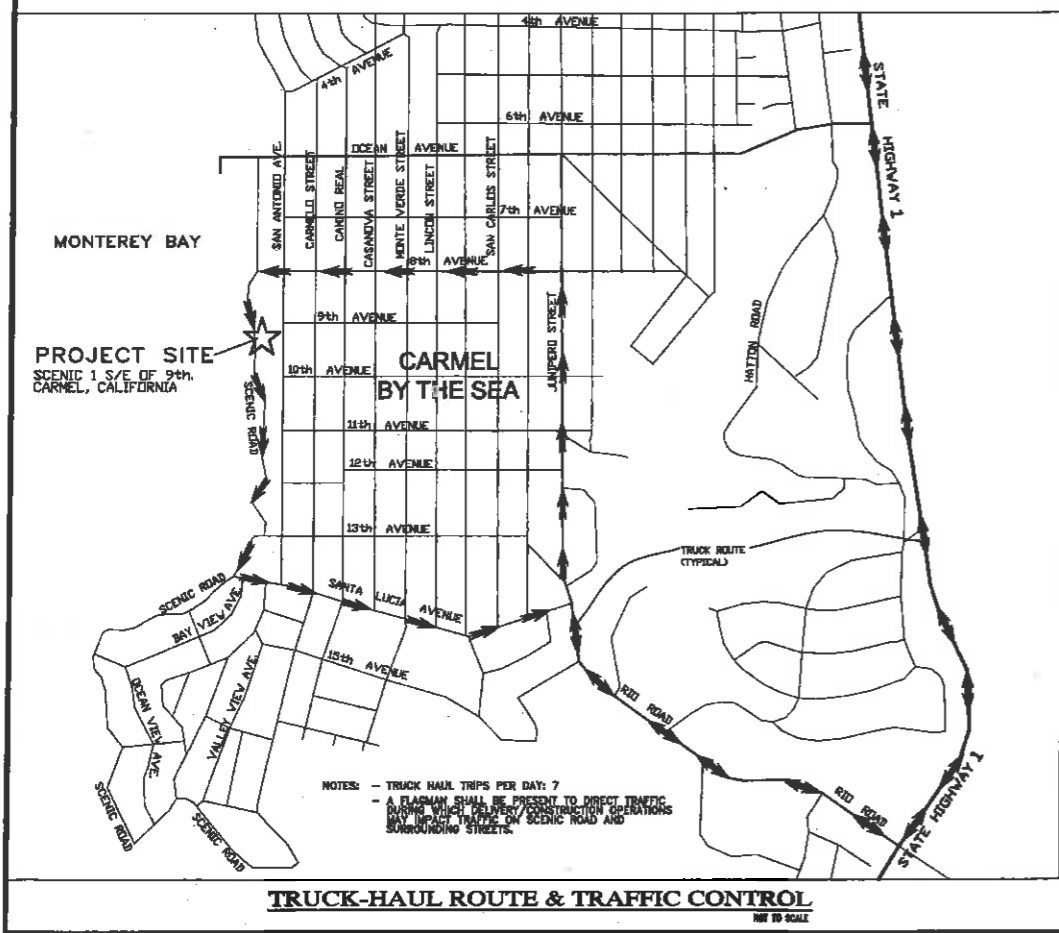 4th AVENUE
4th AVENUE
STATE HIGHWAY 1
6th AVENUE
OCEAN AVENUE
SAN ANTONIO AVE.
CARMELO STREET
CAMINO REAL
CASANOVA STREET
MONTE VERDE STREET
LINCON STREET
SAN CARLOS STREET
7th AVENUE
MONTEREY BAY
8th AVENUE
9th AVENUE
JUNIPERO STREET
HATTON ROAD
PROJECT SITE
SCENIC 1 S/E OF 9th.
CARMEL, CALIFORNIA
CARMEL
BY THE SEA
10th AVENUE
SCENIC ROAD
11th AVENUE
12th AVENUE
13th AVENUE
TRUCK ROUTE
(TYPICAL)
SCENIC ROAD
SANTA LUCIA AVENUE
BAY VIEW AVE.
15th AVENUE
OCEAN VIEW AVE.
VALLEY VIEW AVE.
RIO ROAD
SCENIC ROAD
SCENIC ROAD
RIO ROAD
STATE HIGHWAY 1
NOTES: - TRUCK HAUL TRIPS PER DAY: 7
- A FLAGMAN SHALL BE PRESENT TO DIRECT TRAFFIC
DURING WHICH DELIVERY/CONSTRUCTION OPERATIONS
MAY IMPACT TRAFFIC ON SCENIC ROAD AND
SURROUNDING STREETS.
TRUCK-HAUL ROUTE & TRAFFIC CONTROL
NOT TO SCALE